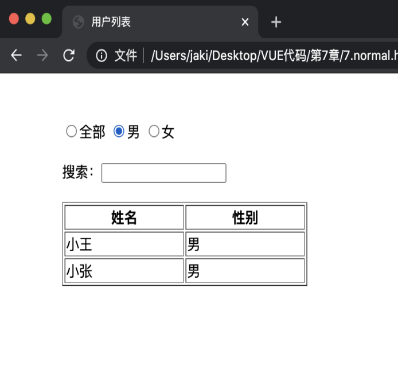 用户列表
文件 /Users/jaki/Desktop/VUE代码/第7章/7.normal.h
全部 男 女
搜索：
姓名 性别
小王 男
小张 男